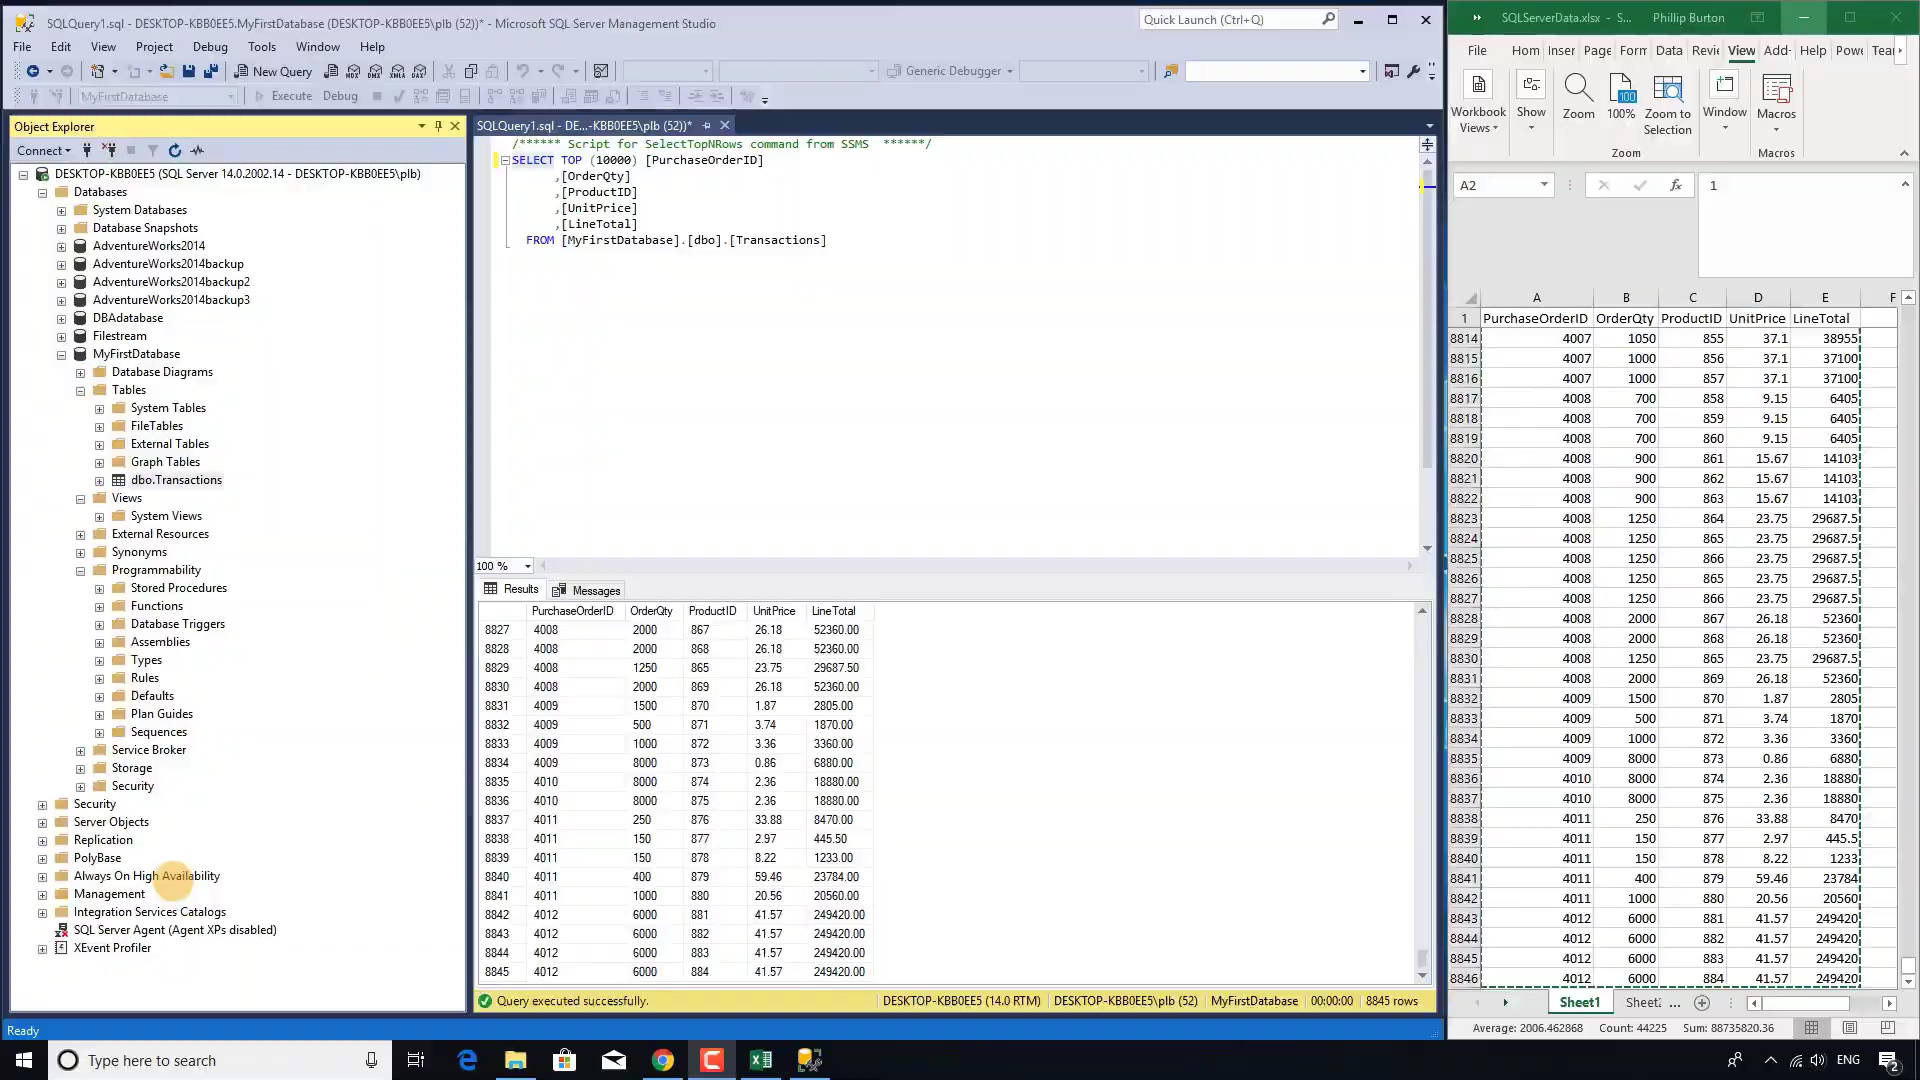 SQLQuery1.sql - DESKTOP-KBB0EE5.MyFirstDatabase (DESKTOP-KBB0EE5\plb (52))* - Microsoft SQL Server Management Studio
Quick Launch (Ctrl+Q)
File Edit View Project Debug Tools Window Help
New Query
Generic Debugger
MyFirstDatabase
Execute Debug
Object Explorer
Connect
DESKTOP-KBB0EE5 (SQL Server 14.0.2002.14 - DESKTOP-KBB0EE5\plb)
Databases
System Databases
Database Snapshots
AdventureWorks2014
AdventureWorks2014backup
AdventureWorks2014backup2
AdventureWorks2014backup3
DBAdatabase
Filestream
MyFirstDatabase
Database Diagrams
Tables
System Tables
FileTables
External Tables
Graph Tables
dbo.Transactions
Views
System Views
External Resources
Synonyms
Programmability
Stored Procedures
Functions
Database Triggers
Assemblies
Types
Rules
Defaults
Plan Guides
Sequences
Service Broker
Storage
Security
Security
Server Objects
Replication
PolyBase
Always On High Availability
Management
Integration Services Catalogs
SQL Server Agent (Agent XPs disabled)
XEvent Profiler
SQLQuery1.sql - DE...-KBB0EE5\plb (52))*
/****** Script for SelectTopNRows command from SSMS ******/
SELECT TOP (10000) [PurchaseOrderID]
,[OrderQty]
,[ProductID]
,[UnitPrice]
,[LineTotal]
FROM [MyFirstDatabase].[dbo].[Transactions]
100 %
Results Messages
PurchaseOrderID OrderQty ProductID UnitPrice LineTotal
8827 4008 2000 867 26.18 52360.00
8828 4008 2000 868 26.18 52360.00
8829 4008 1250 865 23.75 29687.50
8830 4008 2000 869 26.18 52360.00
8831 4009 1500 870 1.87 2805.00
8832 4009 500 871 3.74 1870.00
8833 4009 1000 872 3.36 3360.00
8834 4009 8000 873 0.86 6880.00
8835 4010 8000 874 2.36 18880.00
8836 4010 8000 875 2.36 18880.00
8837 4011 250 876 33.88 8470.00
8838 4011 150 877 2.97 445.50
8839 4011 150 878 8.22 1233.00
8840 4011 400 879 59.46 23784.00
8841 4011 1000 880 20.56 20560.00
8842 4012 6000 881 41.57 249420.00
8843 4012 6000 882 41.57 249420.00
8844 4012 6000 883 41.57 249420.00
8845 4012 6000 884 41.57 249420.00
Query executed successfully. DESKTOP-KBB0EE5 (14.0 RTM) DESKTOP-KBB0EE5\plb (52) MyFirstDatabase 00:00:00 8845 rows
Ready
SQLServerData.xlsx - S... Phillip Burton
File Hom Inser Page Form Data Revie View Add- Help Powe Tear
Workbook Views Show Zoom 100% Zoom to Selection Window Macros
Zoom Macros
A2 fx 1
A B C D E F
1 PurchaseOrderID OrderQty ProductID UnitPrice LineTotal
8814 4007 1050 855 37.1 38955
8815 4007 1000 856 37.1 37100
8816 4007 1000 857 37.1 37100
8817 4008 700 858 9.15 6405
8818 4008 700 859 9.15 6405
8819 4008 700 860 9.15 6405
8820 4008 900 861 15.67 14103
8821 4008 900 862 15.67 14103
8822 4008 900 863 15.67 14103
8823 4008 1250 864 23.75 29687.5
8824 4008 1250 865 23.75 29687.5
8825 4008 1250 866 23.75 29687.5
8826 4008 1250 865 23.75 29687.5
8827 4008 1250 866 23.75 29687.5
8828 4008 2000 867 26.18 52360
8829 4008 2000 868 26.18 52360
8830 4008 1250 865 23.75 29687.5
8831 4008 2000 869 26.18 52360
8832 4009 1500 870 1.87 2805
8833 4009 500 871 3.74 1870
8834 4009 1000 872 3.36 3360
8835 4009 8000 873 0.86 6880
8836 4010 8000 874 2.36 18880
8837 4010 8000 875 2.36 18880
8838 4011 250 876 33.88 8470
8839 4011 150 877 2.97 445.5
8840 4011 150 878 8.22 1233
8841 4011 400 879 59.46 23784
8842 4011 1000 880 20.56 20560
8843 4012 6000 881 41.57 249420
8844 4012 6000 882 41.57 249420
8845 4012 6000 883 41.57 249420
8846 4012 6000 884 41.57 249420
Sheet1 Sheet2 ...
Average: 2006.462868 Count: 44225 Sum: 88735820.36
Type here to search
ENG
2